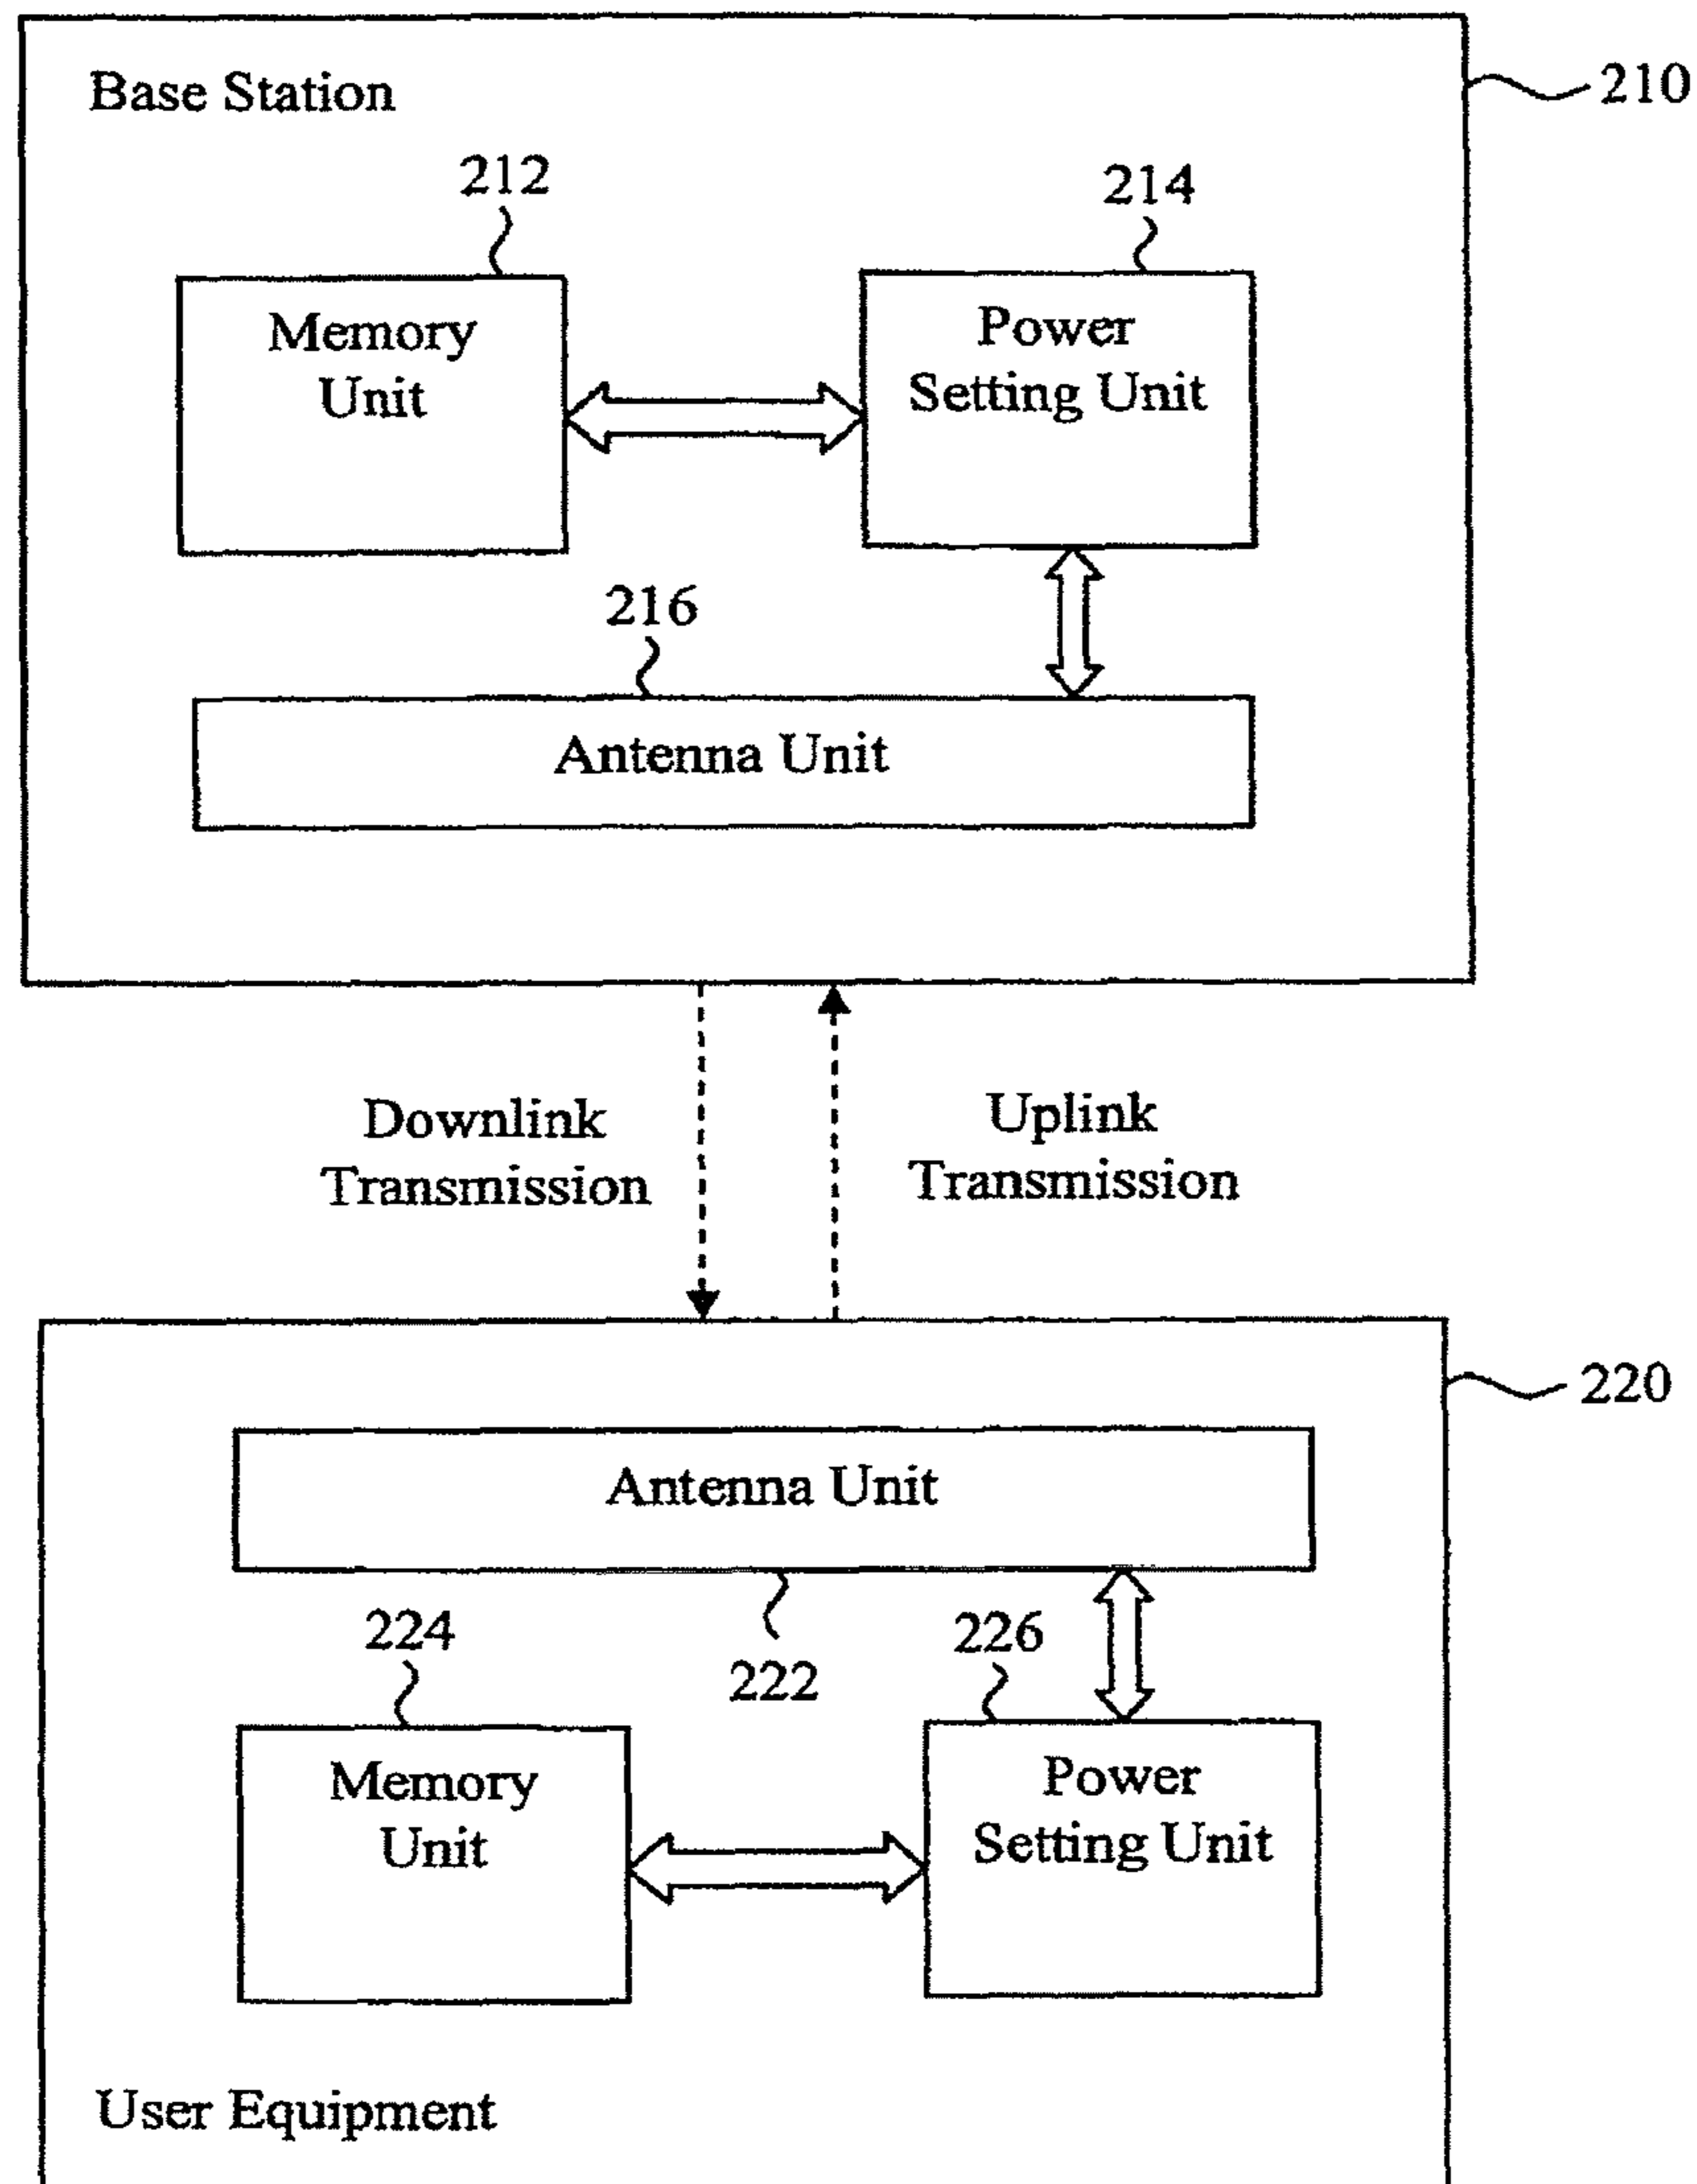 Base Station
210
212
214
Memory
Unit
Power
Setting Unit
216
Antenna Unit
Downlink
Transmission
Uplink
Transmission
220
Antenna Unit
224
222
226
Memory
Unit
Power
Setting Unit
User Equipment